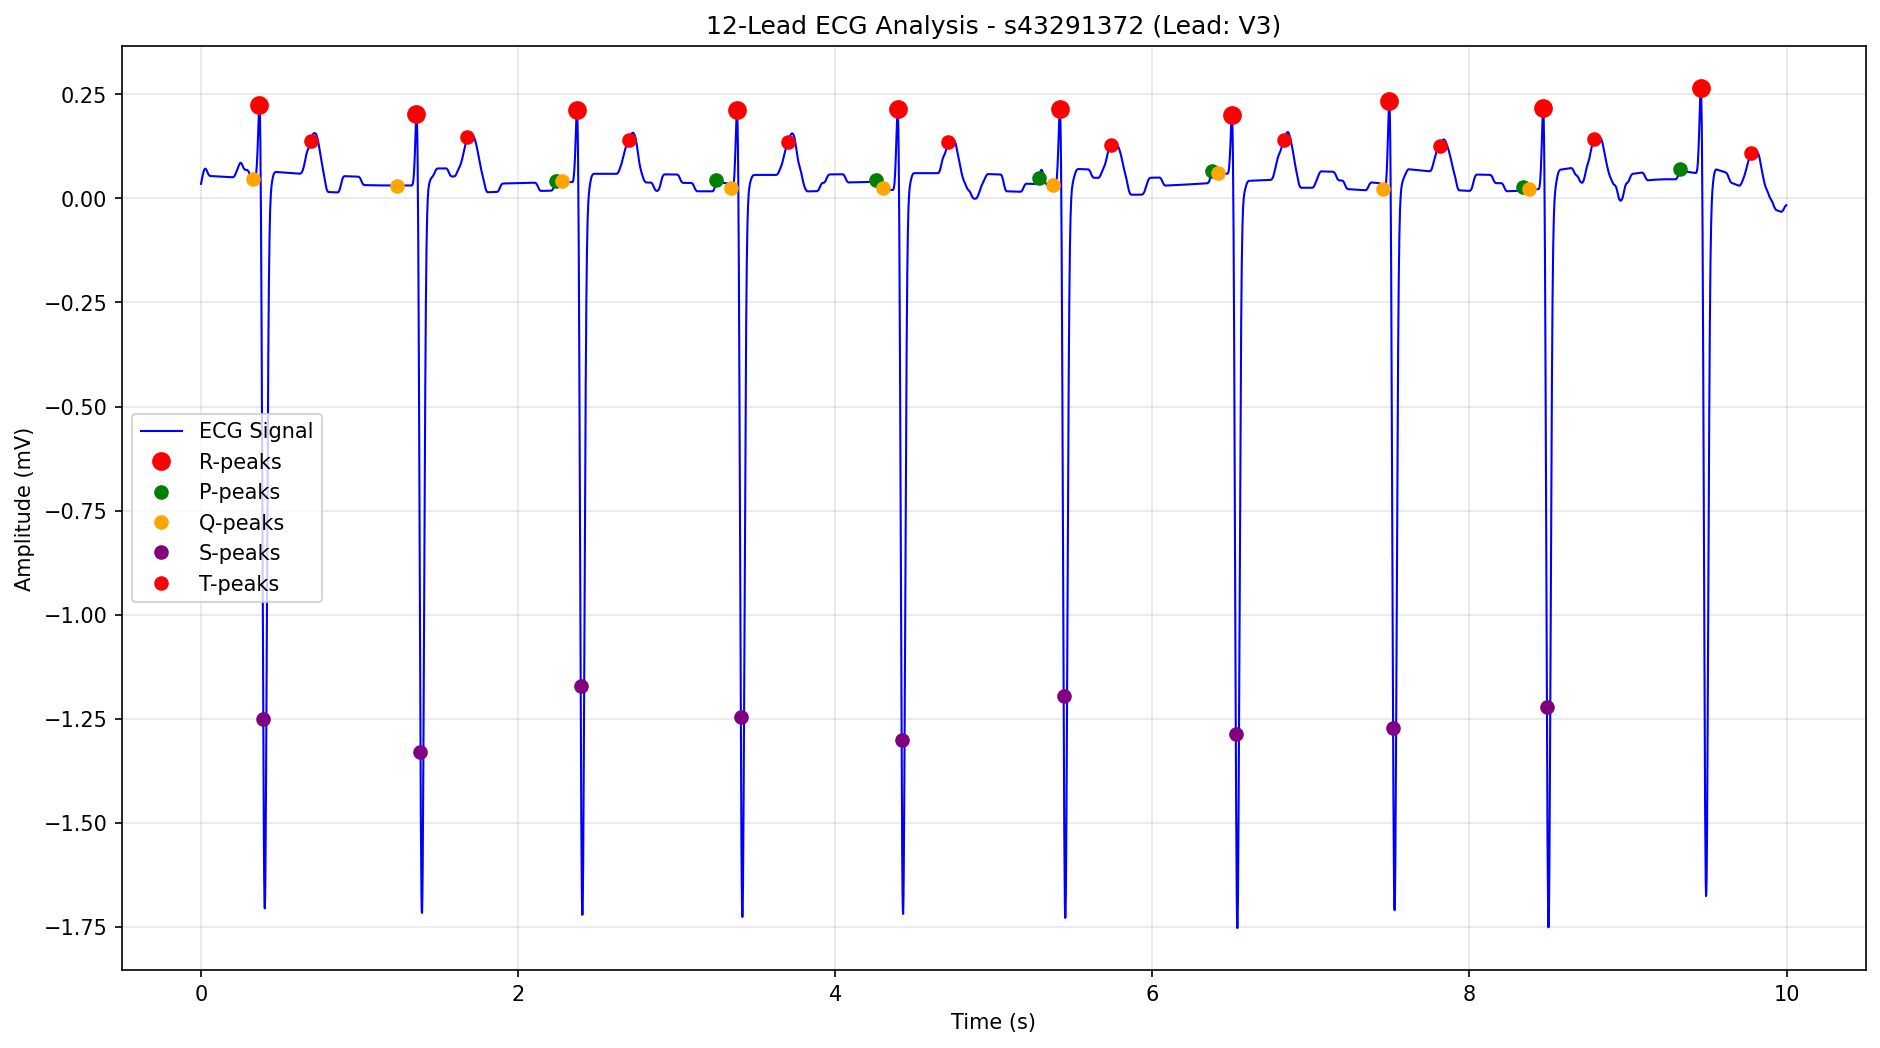 12-Lead ECG Analysis - s43291372 (Lead: V3)
Amplitude (mV)
0.25
0.00
−0.25
−0.50
−0.75
−1.00
−1.25
−1.50
−1.75
ECG Signal
R-peaks
P-peaks
Q-peaks
S-peaks
T-peaks
0 2 4 6 8 10
Time (s)